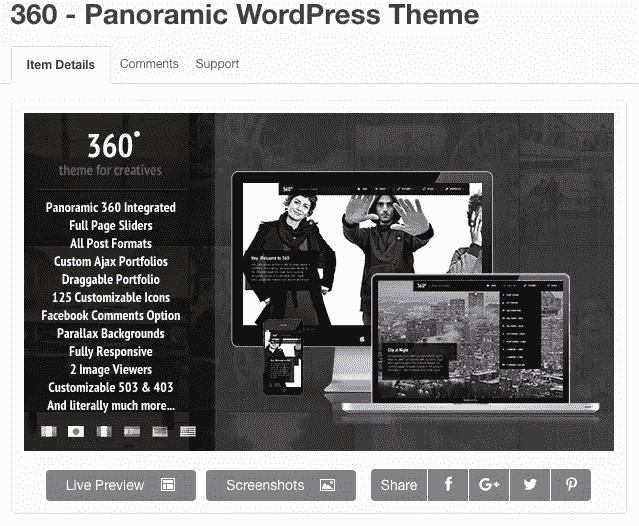 360 - Panoramic WordPress Theme
Item Details
Comments
Support
360°
theme for creatives
Panoramic 360 Integrated
Full Page Sliders
All Post Formats
Custom Ajax Portfolios
Draggable Portfolio
125 Customizable Icons
Facebook Comments Option
Parallax Backgrounds
Fully Responsive
2 Image Viewers
Customizable 503 & 403
And literally much more...
360°
Hey, Welcome to 360
360°
City at Night
Live Preview
Screenshots
Share